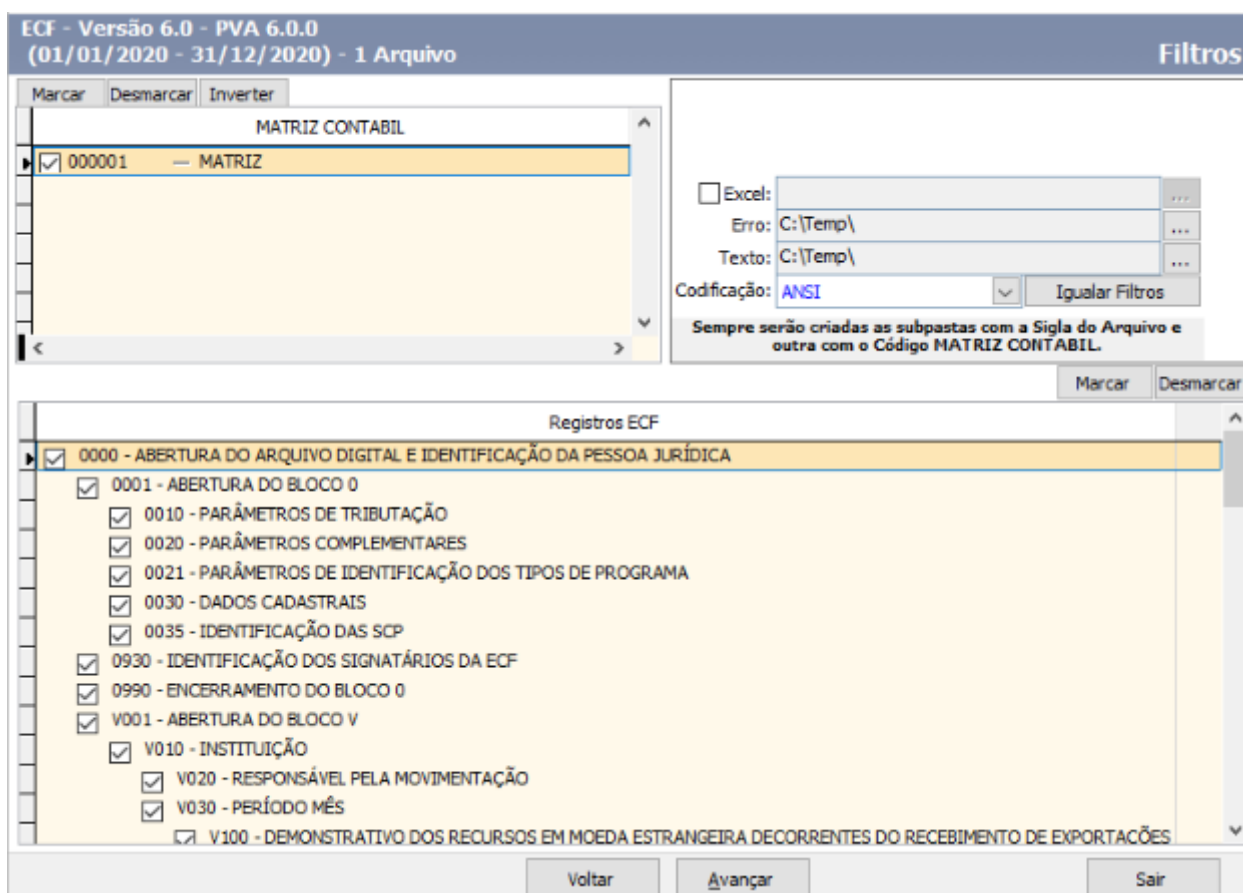 ECF - Versão 6.0 - PVA 6.0.0
(01/01/2020 - 31/12/2020) - 1 Arquivo
Filtros
Marcar Desmarcar Inverter
MATRIZ CONTABIL
000001 — MATRIZ
Excel: ...
Erro: C:\Temp\ ...
Texto: C:\Temp\ ...
Codificação: ANSI Igualar Filtros
Sempre serão criadas as subpastas com a Sigla do Arquivo e
outra com o Código MATRIZ CONTABIL.
Marcar Desmarcar
Registros ECF
0000 - ABERTURA DO ARQUIVO DIGITAL E IDENTIFICAÇÃO DA PESSOA JURÍDICA
0001 - ABERTURA DO BLOCO 0
0010 - PARÂMETROS DE TRIBUTAÇÃO
0020 - PARÂMETROS COMPLEMENTARES
0021 - PARÂMETROS DE IDENTIFICAÇÃO DOS TIPOS DE PROGRAMA
0030 - DADOS CADASTRAIS
0035 - IDENTIFICAÇÃO DAS SCP
0930 - IDENTIFICAÇÃO DOS SIGNATÁRIOS DA ECF
0990 - ENCERRAMENTO DO BLOCO 0
V001 - ABERTURA DO BLOCO V
V010 - INSTITUIÇÃO
V020 - RESPONSÁVEL PELA MOVIMENTAÇÃO
V030 - PERÍODO MÊS
V100 - DEMONSTRATIVO DOS RECURSOS EM MOEDA ESTRANGEIRA DECORRENTES DO RECEBIMENTO DE EXPORTAÇÕES
Voltar Avançar Sair